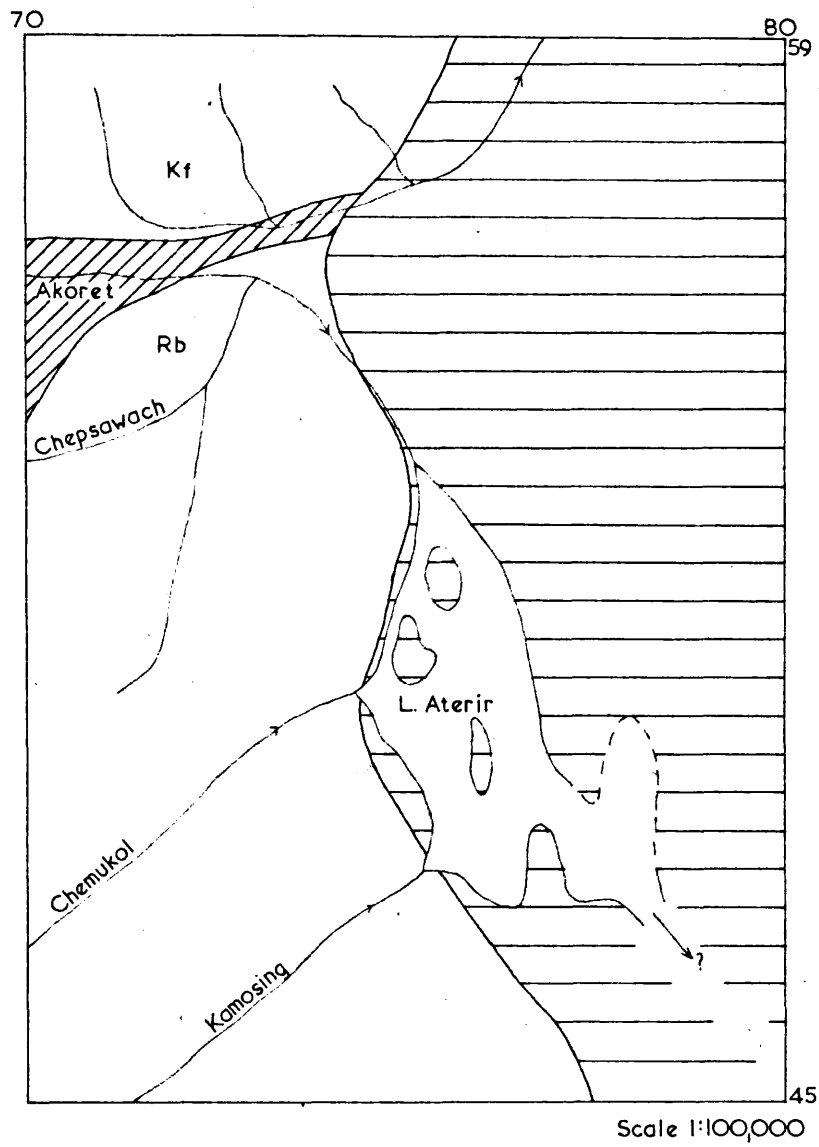 70
80
59
Kf
Akoret
Rb
Chepsawach
L. Aterir
Chemukol
Kamosing
?
45
Scale 1:100,000